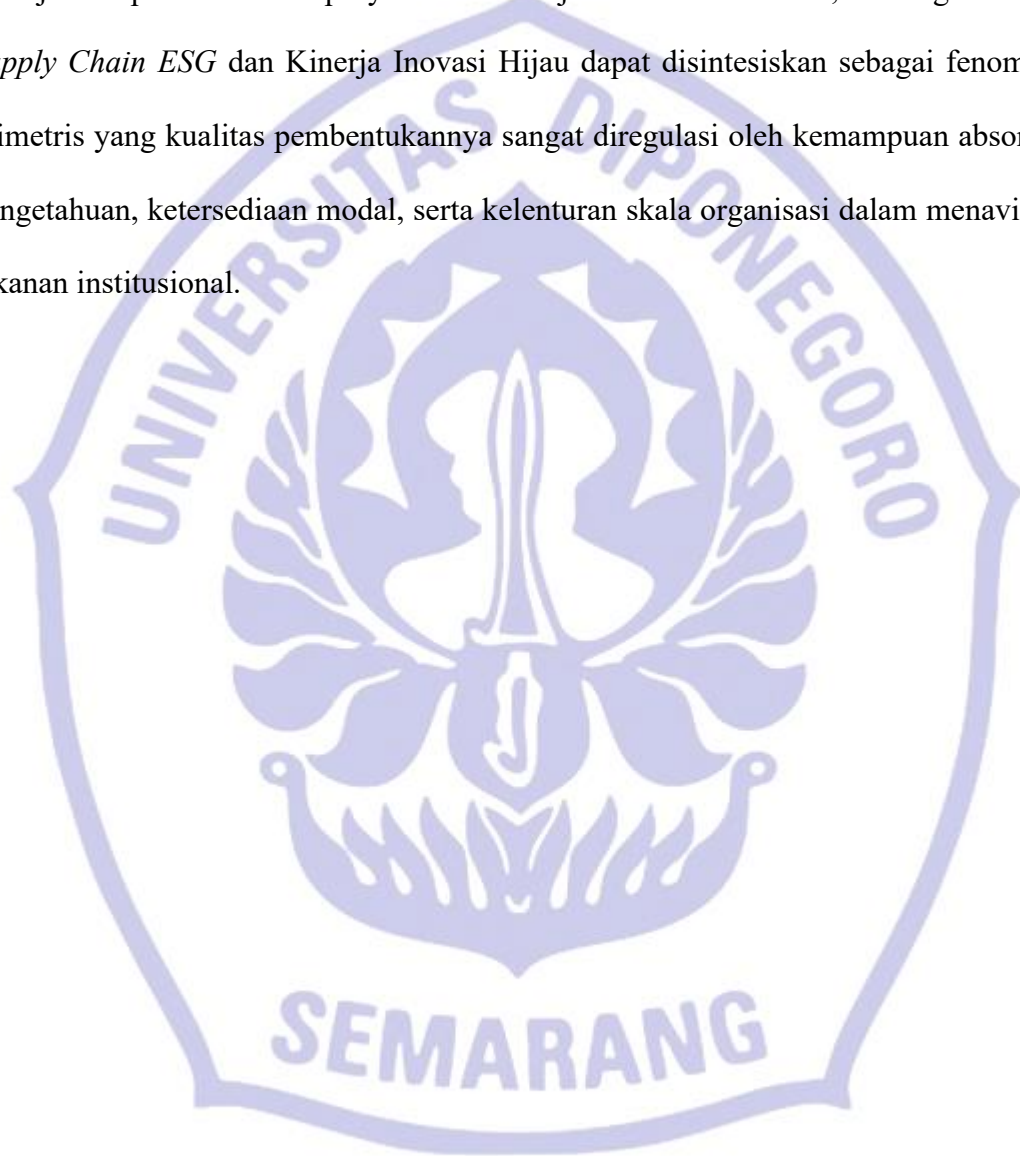 pply Chain ESG dan Kinerja Inovasi Hijau dapat disintesiskan sebagai fenom
imetris yang kualitas pembentukannya sangat diregulasi oleh kemampuan absor
ngetahuan, ketersediaan modal, serta kelenturan skala organisasi dalam menavi
kanan institusional.
UNIVERSITAS DIPONEGORO
SEMARANG